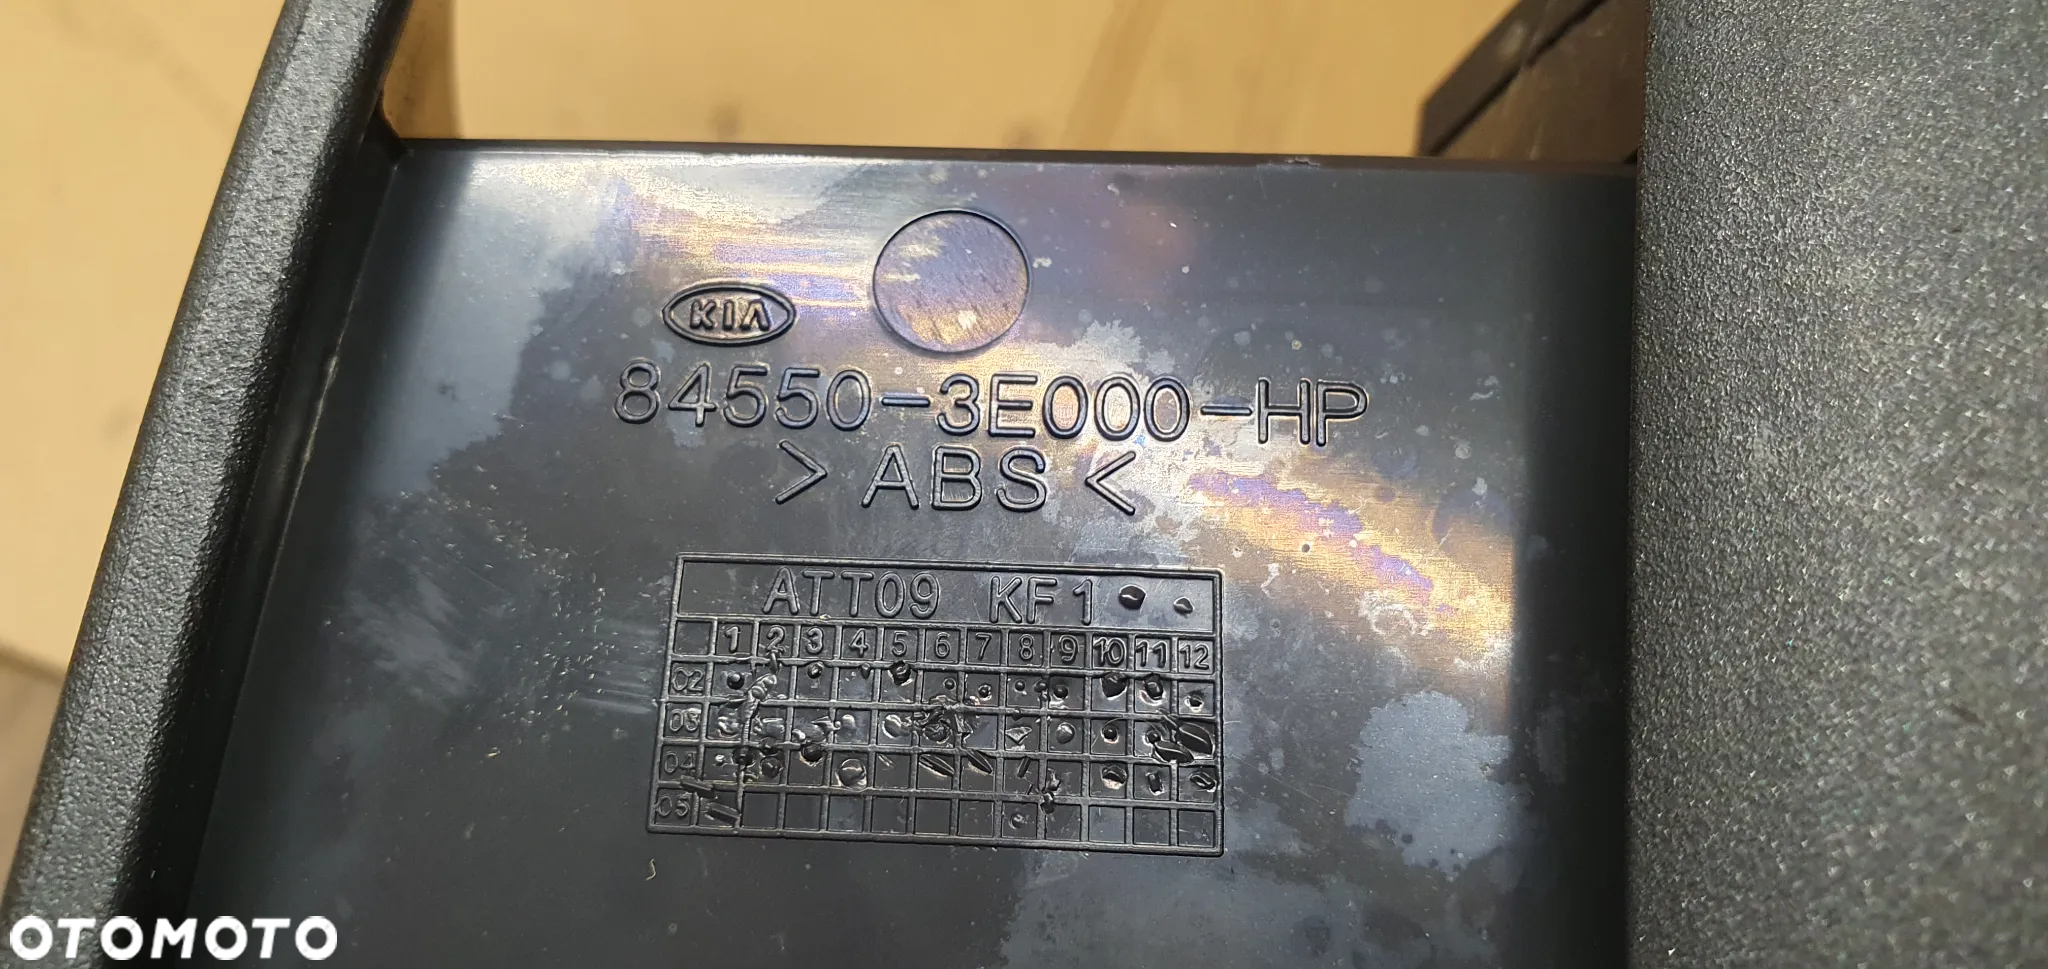 KIA
84550-3E000-HP
>ABS<
ATT09 KF1
1 2 3 4 5 6 7 8 9 10 11 12
02
03
04
05
OTOMOTO